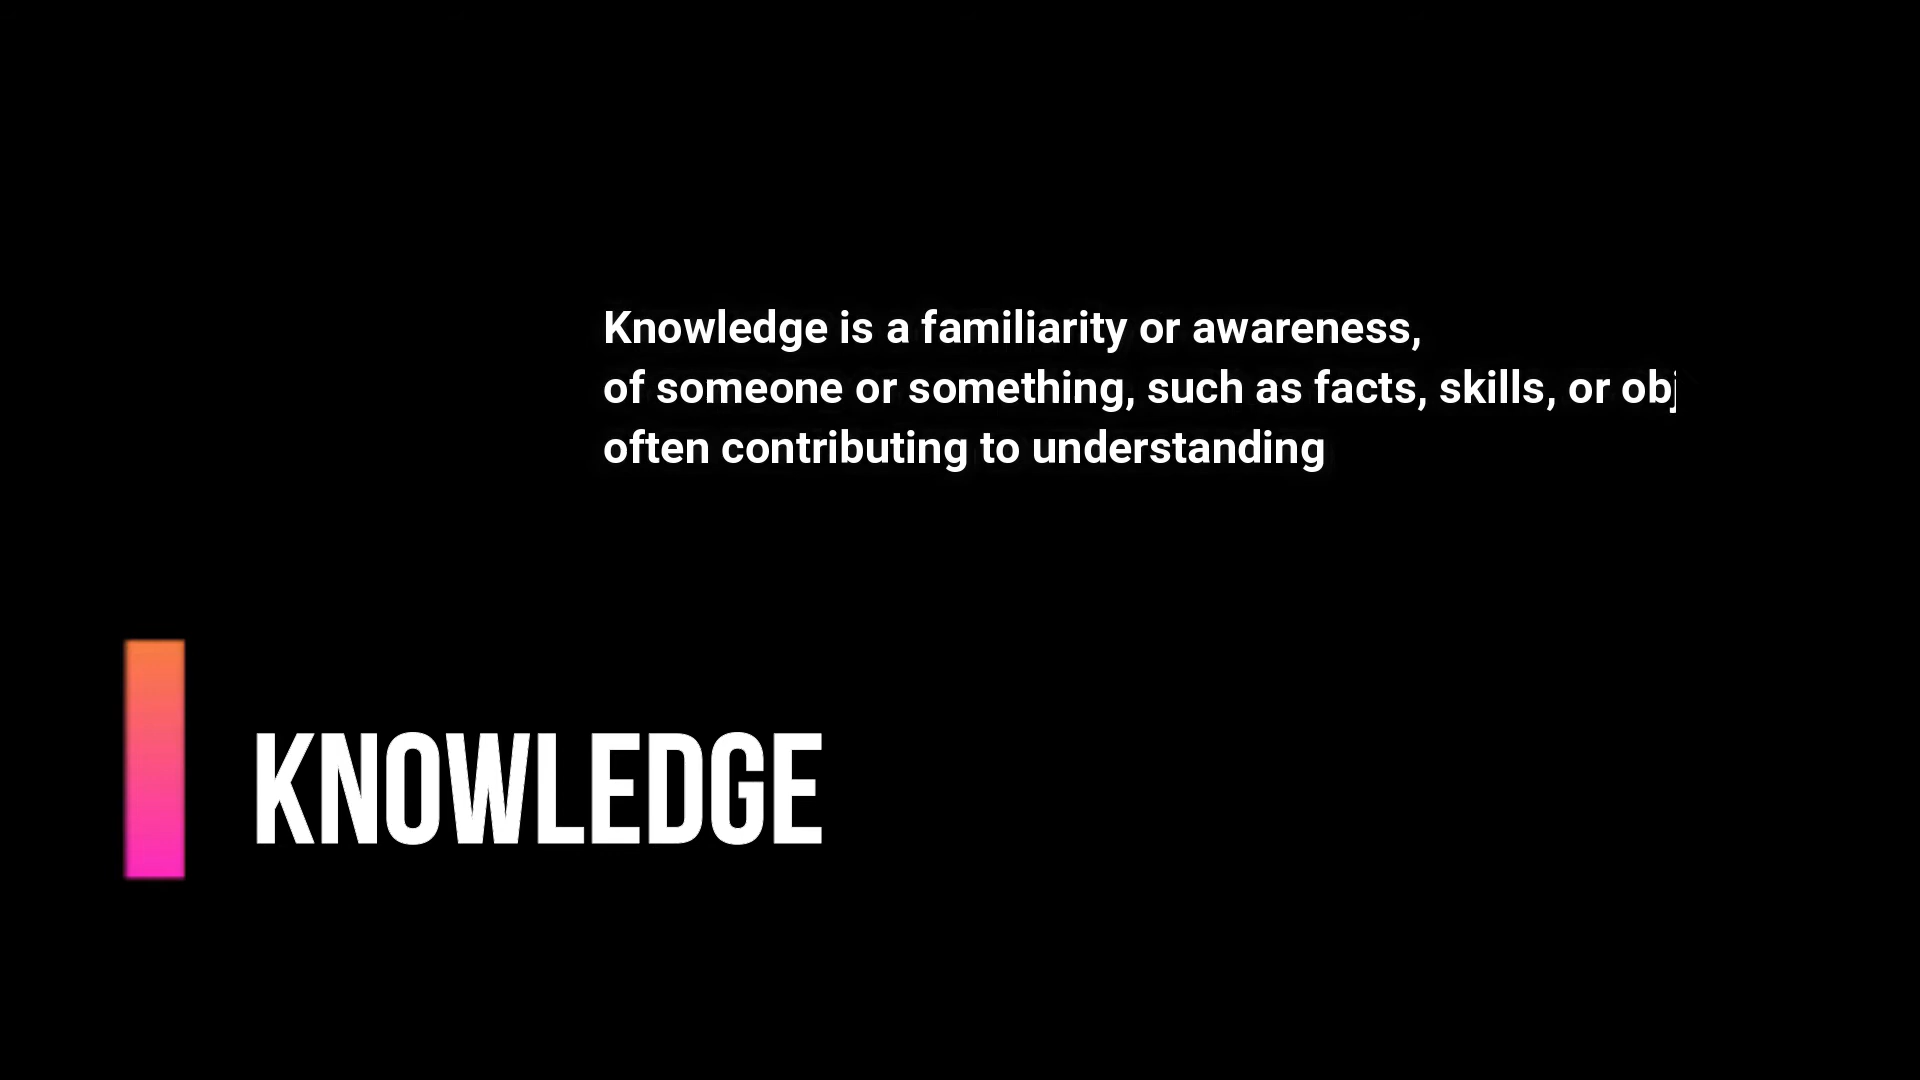 Knowledge is a familiarity or awareness,
of someone or something, such as facts, skills, or obj
often contributing to understanding
KNOWLEDGE